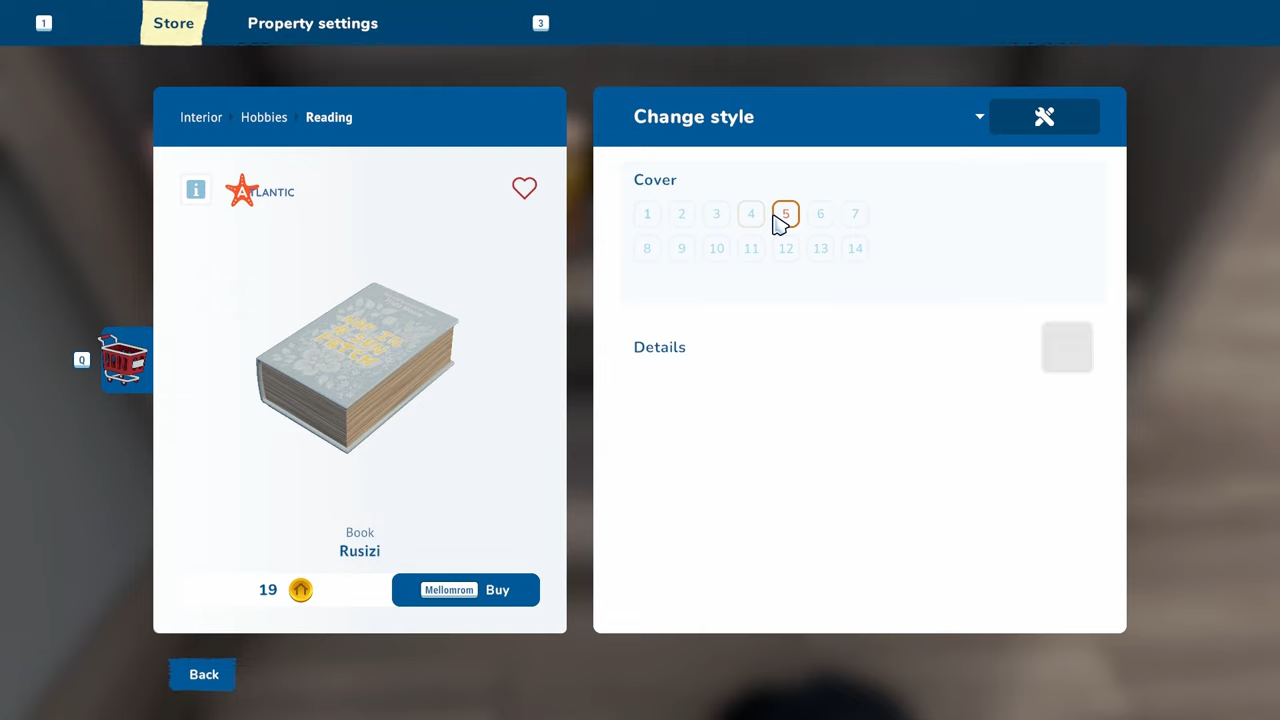 1
Store
Property settings
3
Interior
Hobbies
Reading
i
ATLANTIC
Q
Book
Rusizi
19
Mellomrom
Buy
Back
Change style
Cover
1 2 3 4 5 6 7
8 9 10 11 12 13 14
Details